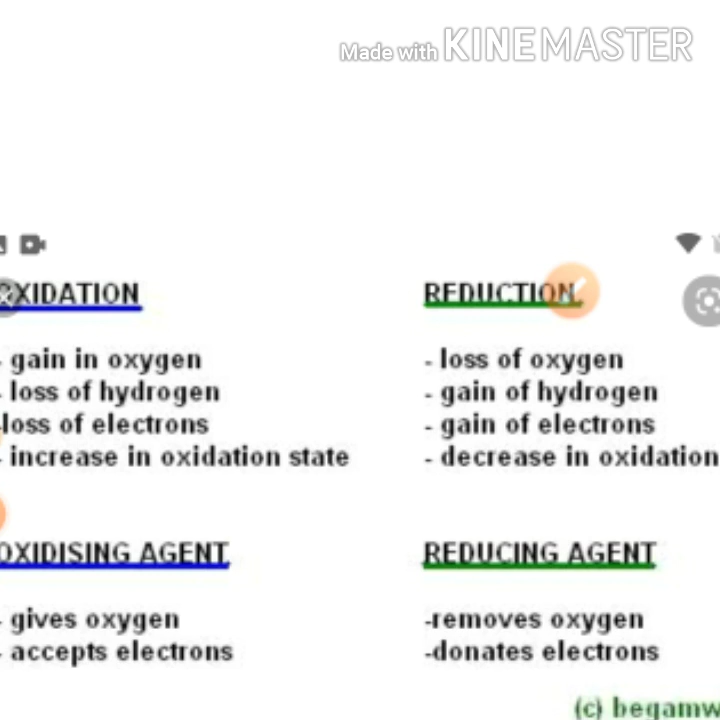 Made with KINEMASTER
OXIDATION
- gain in oxygen
- loss of hydrogen
-loss of electrons
- increase in oxidation state
REDUCTION
- loss of oxygen
- gain of hydrogen
- gain of electrons
- decrease in oxidation
OXIDISING AGENT
- gives oxygen
- accepts electrons
REDUCING AGENT
-removes oxygen
-donates electrons
(c) begamw